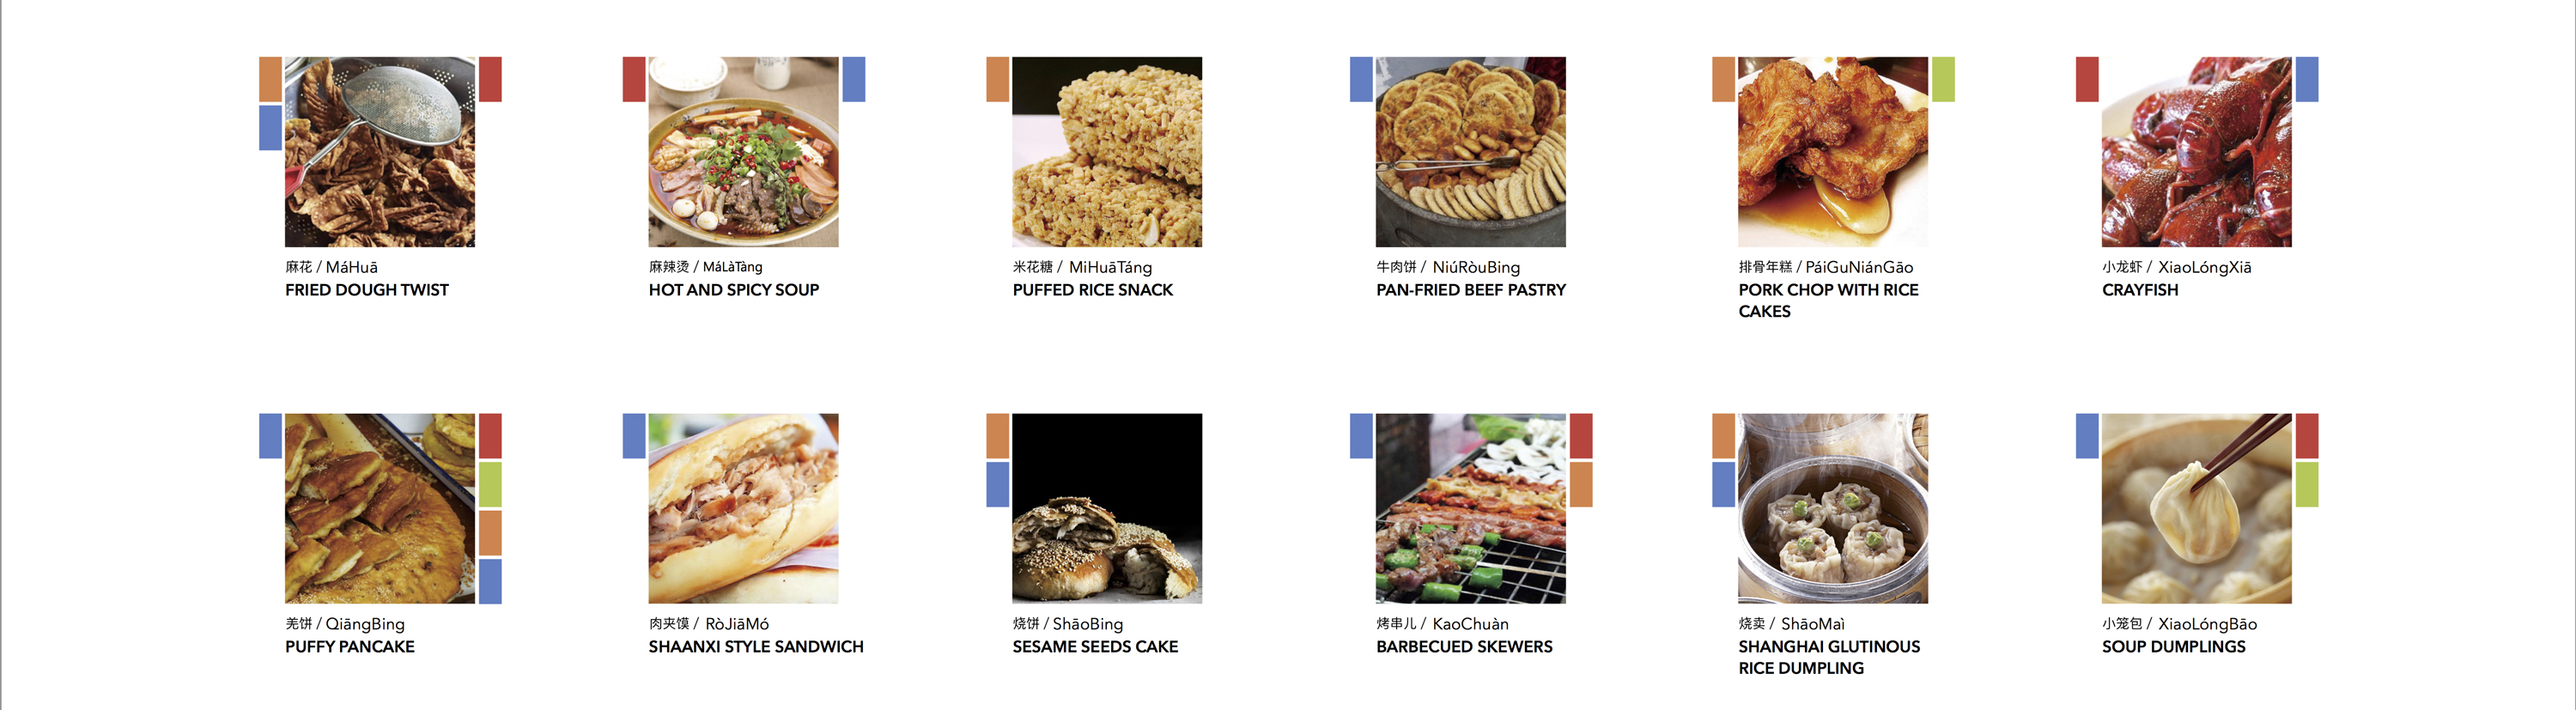 麻花 / MáHuā
FRIED DOUGH TWIST
麻辣烫 / MáLàTàng
HOT AND SPICY SOUP
米花糖 / MiHuāTáng
PUFFED RICE SNACK
牛肉饼 / NiúRòuBing
PAN-FRIED BEEF PASTRY
排骨年糕 / PáiGuNiánGāo
PORK CHOP WITH RICE
CAKES
小龙虾 / XiaoLóngXiā
CRAYFISH
羌饼 / QiāngBing
PUFFY PANCAKE
肉夹馍 / RòJiāMó
SHAANXI STYLE SANDWICH
烧饼 / ShāoBing
SESAME SEEDS CAKE
烤串儿 / KaoChuàn
BARBECUED SKEWERS
烧卖 / ShāoMaì
SHANGHAI GLUTINOUS
RICE DUMPLING
小笼包 / XiaoLóngBāo
SOUP DUMPLINGS